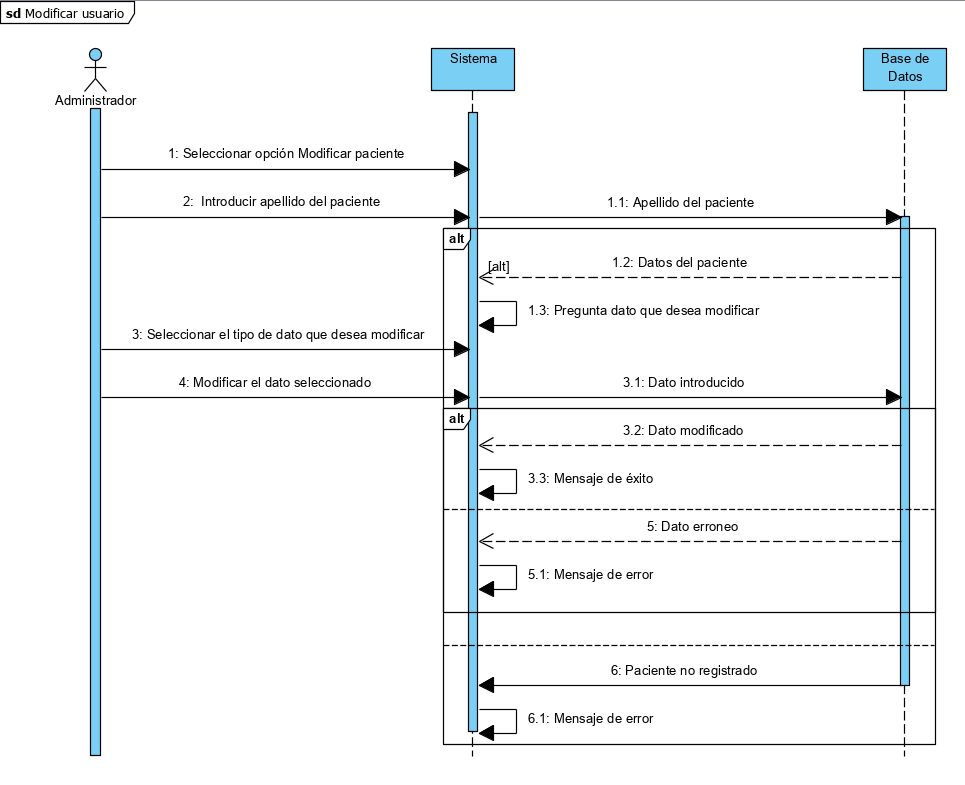 sd Modificar usuario
Administrador
Sistema
Base de
Datos
1: Seleccionar opción Modificar paciente
2:  Introducir apellido del paciente
1.1: Apellido del paciente
alt
[alt]
1.2: Datos del paciente
1.3: Pregunta dato que desea modificar
3: Seleccionar el tipo de dato que desea modificar
4: Modificar el dato seleccionado
3.1: Dato introducido
alt
3.2: Dato modificado
3.3: Mensaje de éxito
5: Dato erroneo
5.1: Mensaje de error
6: Paciente no registrado
6.1: Mensaje de error